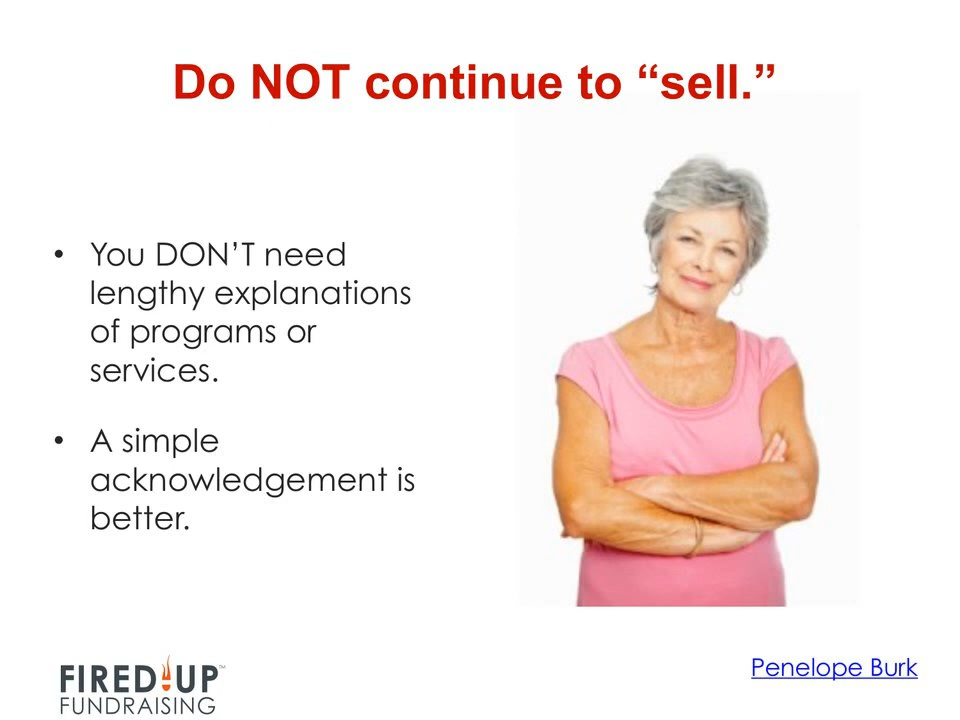 Do NOT continue to “sell.”
• You DON’T need
lengthy explanations
of programs or
services.
• A simple
acknowledgement is
better.
FIRED UP™
FUNDRAISING
Penelope Burk